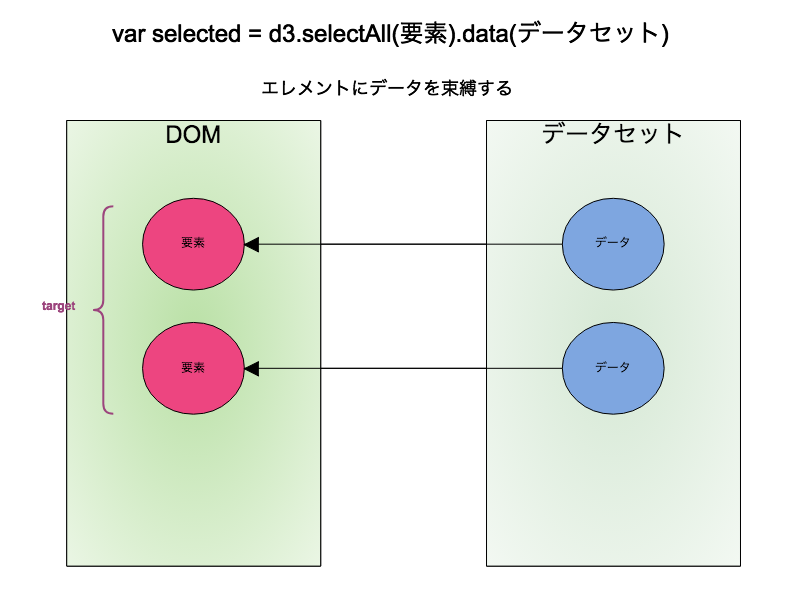 var selected = d3.selectAll(要素).data(データセット)
エレメントにデータを束縛する
DOM
データセット
要素
データ
target
要素
データ